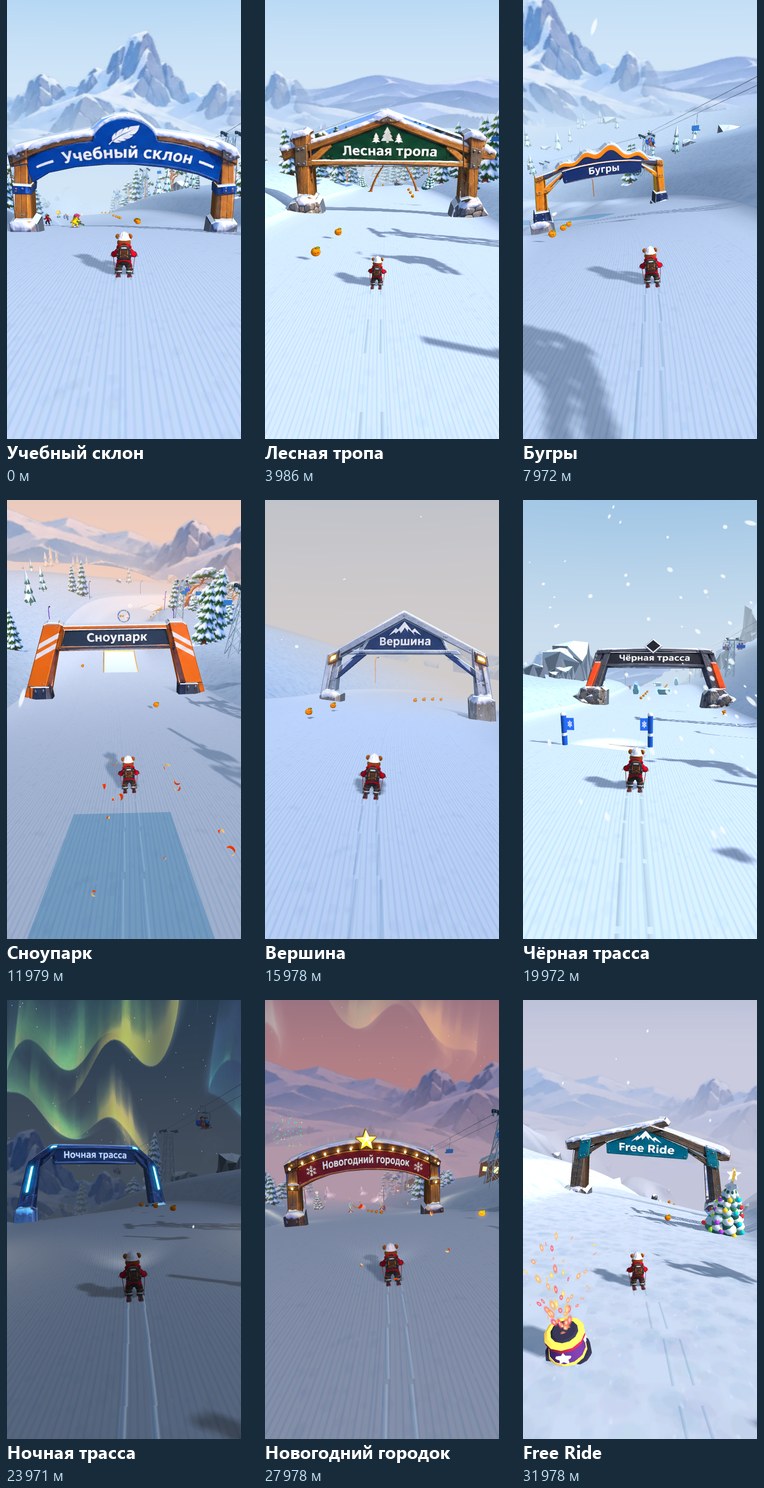 Учебный склон
Лесная тропа
Бугры
Учебный склон
0 м
Лесная тропа
3 986 м
Бугры
7 972 м
Сноупарк
Вершина
Чёрная трасса
Сноупарк
11 979 м
Вершина
15 978 м
Чёрная трасса
19 972 м
Ночная трасса
Новогодний городок
Free Ride
Ночная трасса
23 971 м
Новогодний городок
27 978 м
Free Ride
31 978 м